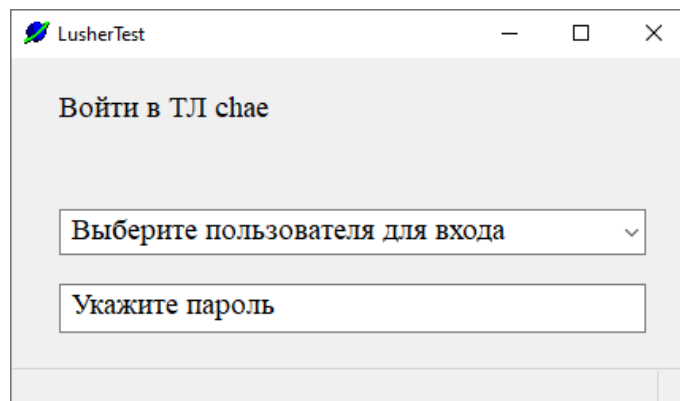 LusherTest
Войти в ТЛ chae
Выберите пользователя для входа
Укажите пароль